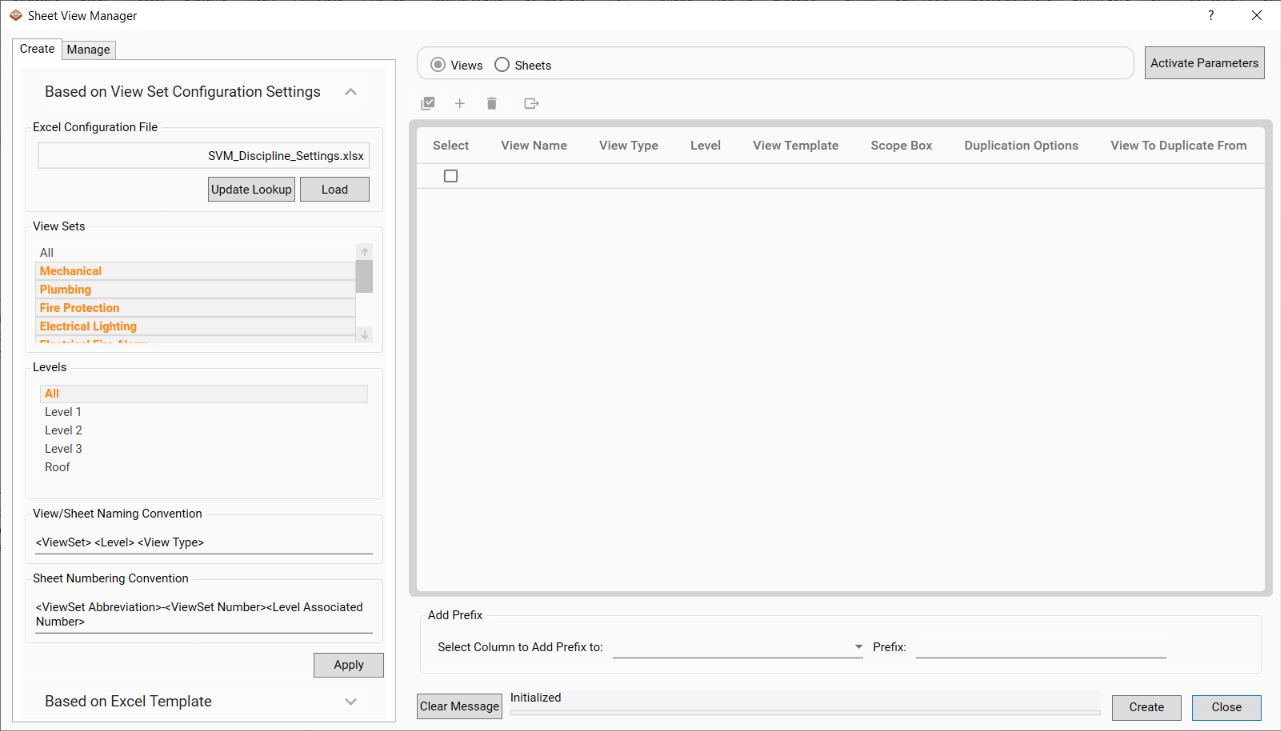 Sheet View Manager
?
Create
Manage
Based on View Set Configuration Settings
Excel Configuration File
SVM_Discipline_Settings.xlsx
Update Lookup
Load
View Sets
All
Mechanical
Plumbing
Fire Protection
Electrical Lighting
Electrical Fire Alarm
Levels
All
Level 1
Level 2
Level 3
Roof
View/Sheet Naming Convention
<ViewSet> <Level> <View Type>
Sheet Numbering Convention
<ViewSet Abbreviation>-<ViewSet Number><Level Associated
Number>
Apply
Based on Excel Template
Views
Sheets
Activate Parameters
Select View Name View Type Level View Template Scope Box Duplication Options View To Duplicate From
Add Prefix
Select Column to Add Prefix to:
Prefix:
Clear Message
Initialized
Create
Close